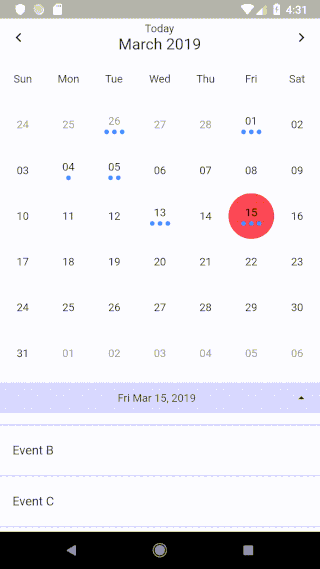 4:31
Today
March 2019
Sun Mon Tue Wed Thu Fri Sat
24 25 26 27 28 01 02
03 04 05 06 07 08 09
10 11 12 13 14 15 16
17 18 19 20 21 22 23
24 25 26 27 28 29 30
31 01 02 03 04 05 06
Fri Mar 15, 2019
Event B
Event C